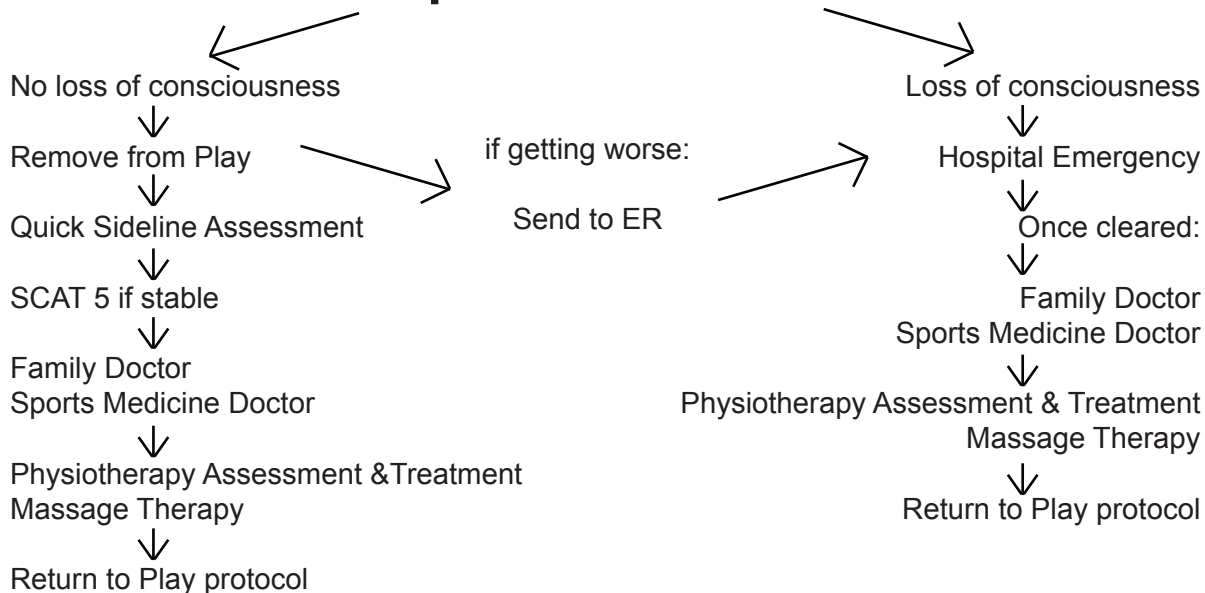 No loss of consciousness
Remove from Play
Quick Sideline Assessment
SCAT 5 if stable
Family Doctor
Sports Medicine Doctor
Physiotherapy Assessment &Treatment
Massage Therapy
Return to Play protocol
if getting worse:
Send to ER
Loss of consciousness
Hospital Emergency
Once cleared:
Family Doctor
Sports Medicine Doctor
Physiotherapy Assessment & Treatment
Massage Therapy
Return to Play protocol